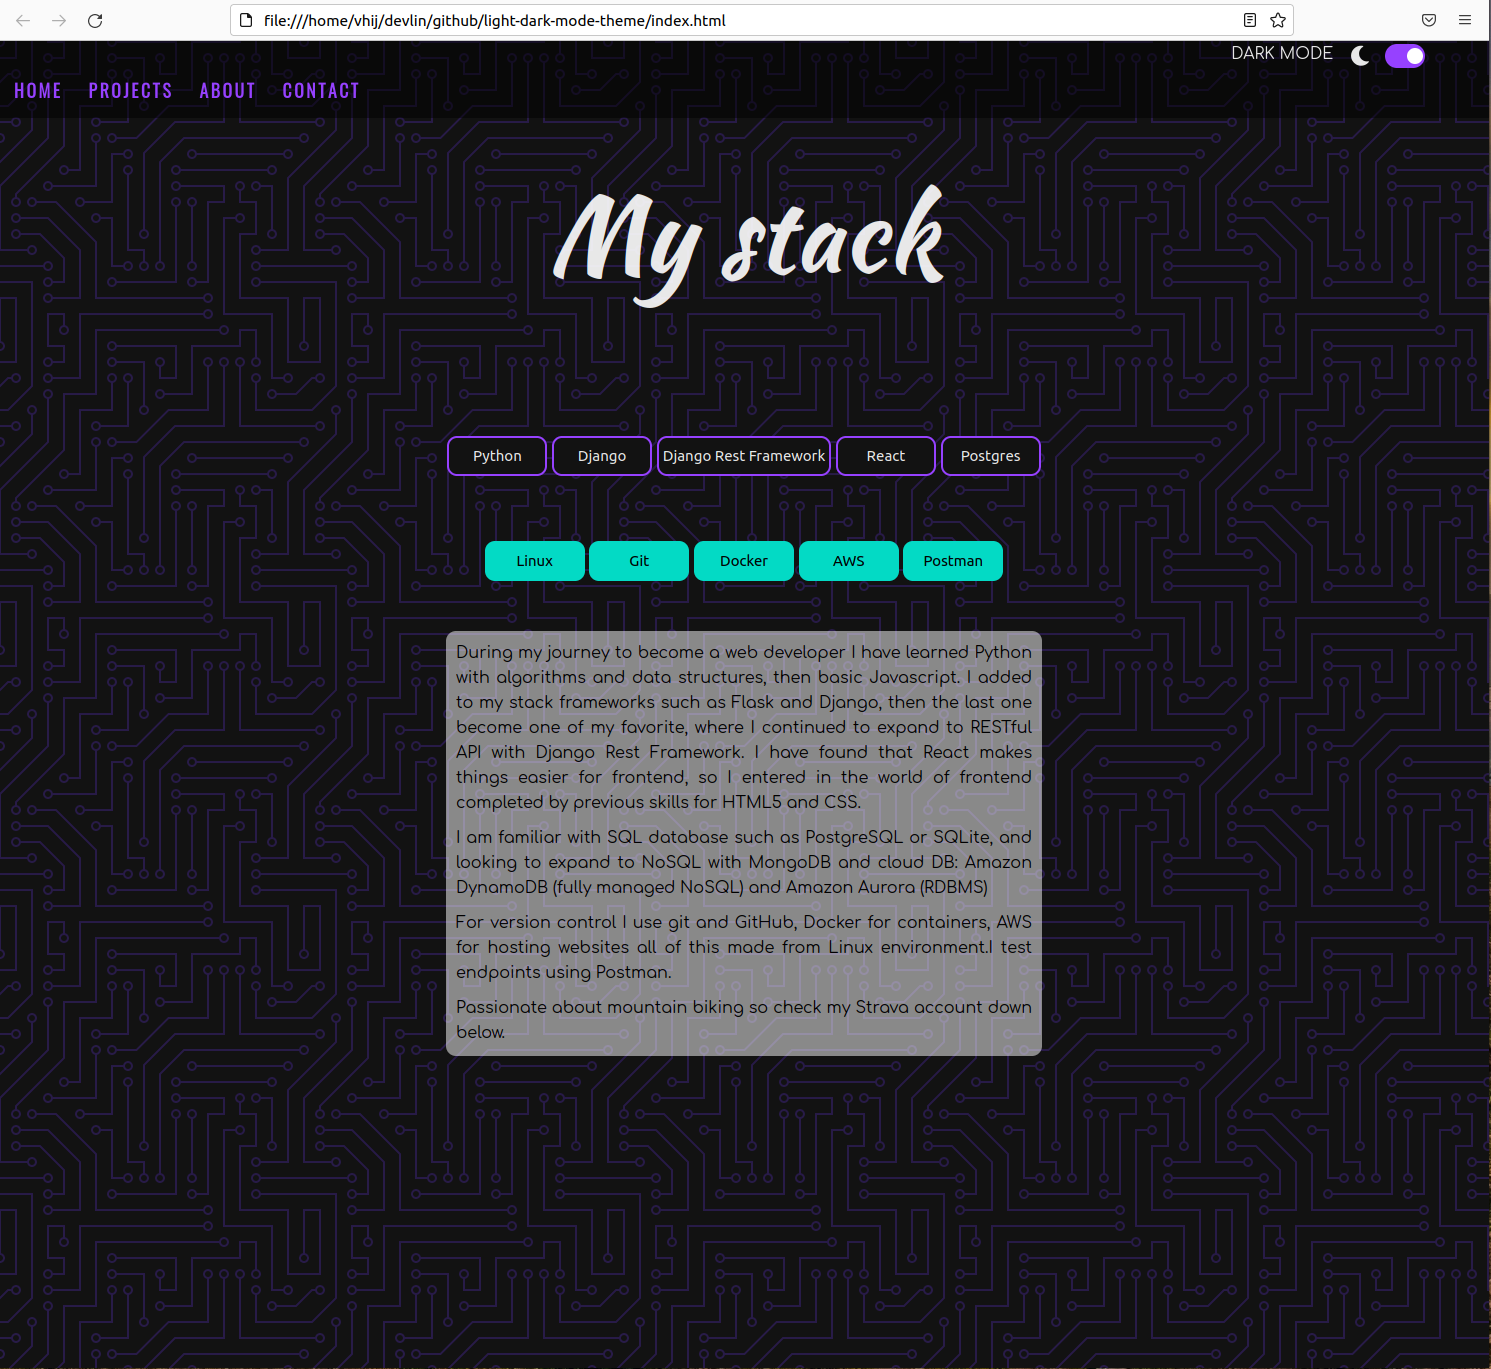 file:///home/vhij/devlin/github/light-dark-mode-theme/index.html
DARK MODE
HOME PROJECTS ABOUT CONTACT
My stack
Python Django Django Rest Framework React Postgres
Linux Git Docker AWS Postman
During my journey to become a web developer I have learned Python
with algorithms and data structures, then basic Javascript. I added
to my stack frameworks such as Flask and Django, then the last one
become one of my favorite, where I continued to expand to RESTful
API with Django Rest Framework. I have found that React makes
things easier for frontend, so I entered in the world of frontend
completed by previous skills for HTML5 and CSS.
I am familiar with SQL database such as PostgreSQL or SQLite, and
looking to expand to NoSQL with MongoDB and cloud DB: Amazon
DynamoDB (fully managed NoSQL) and Amazon Aurora (RDBMS)
For version control I use git and GitHub, Docker for containers, AWS
for hosting websites all of this made from Linux environment.I test
endpoints using Postman.
Passionate about mountain biking so check my Strava account down
below.